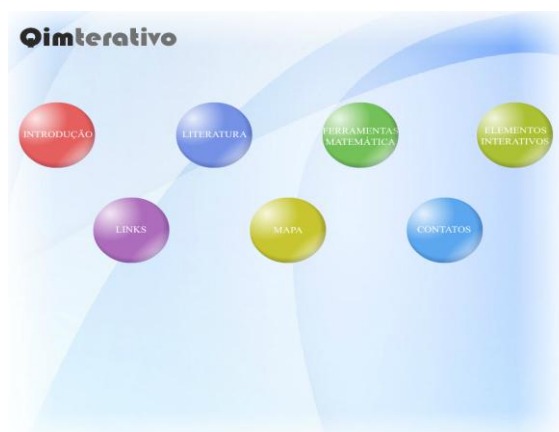 Qimterativo
INTRODUÇÃO
LITERATURA
FERRAMENTAS
MATEMÁTICA
ELEMENTOS
INTERATIVOS
LINKS
MAPA
CONTATOS